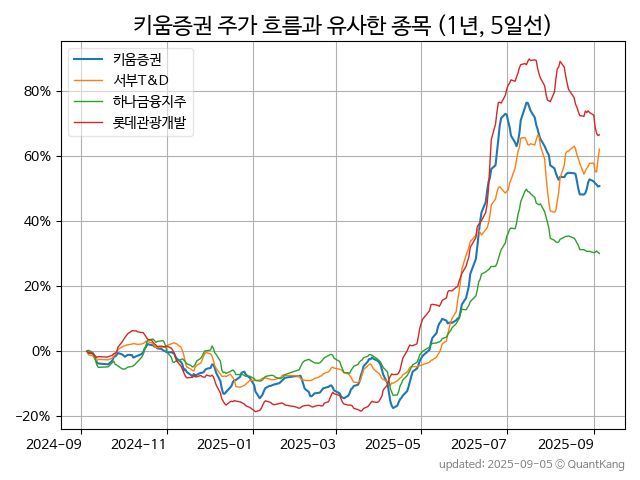 키움증권 주가 흐름과 유사한 종목 (1년, 5일선)
키움증권
서부T&D
하나금융지주
롯데관광개발
80%
60%
40%
20%
0%
−20%
2024-09
2024-11
2025-01
2025-03
2025-05
2025-07
2025-09
updated: 2025-09-05 © QuantKang